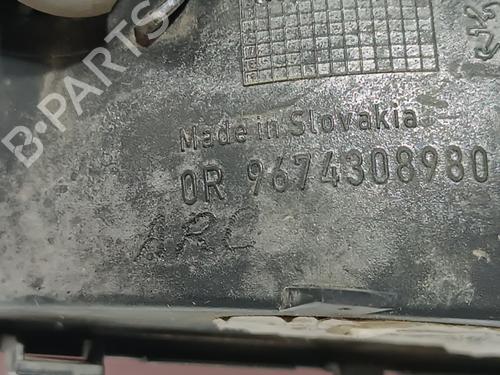 B-PARTS
Made in Slovakia
OR 9674308980
ARC